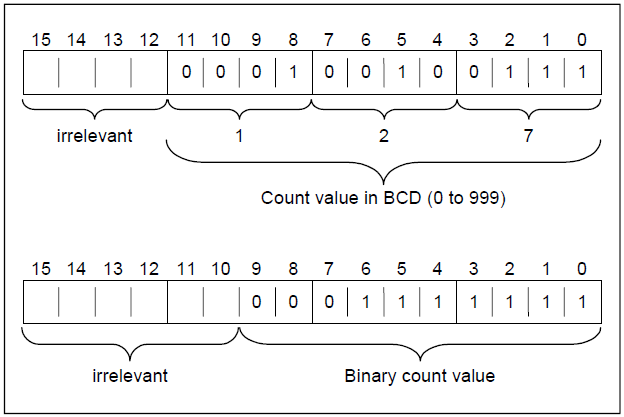 15 14 13 12 11 10 9 8 7 6 5 4 3 2 1 0
0 0 0 1 0 0 1 0 0 1 1 1
irrelevant 1 2 7
Count value in BCD (0 to 999)
15 14 13 12 11 10 9 8 7 6 5 4 3 2 1 0
0 0 0 1 1 1 1 1 1 1
irrelevant Binary count value